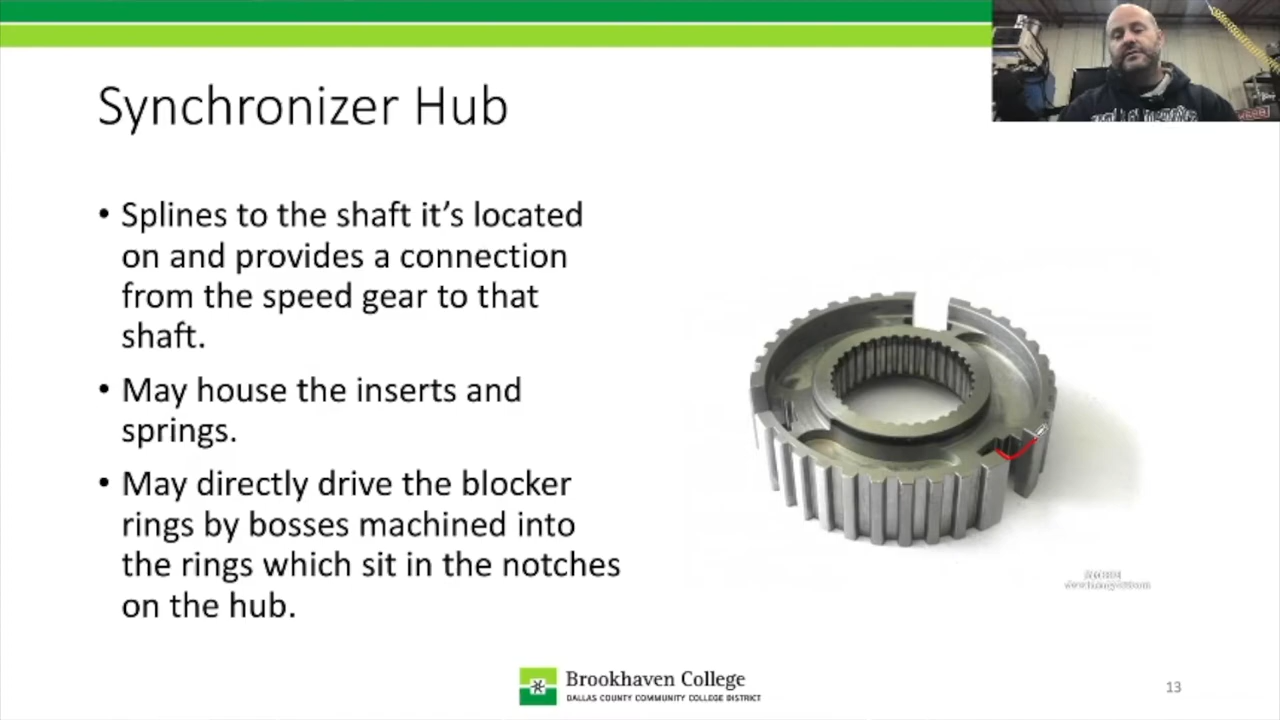 Synchronizer Hub
• Splines to the shaft it's located
on and provides a connection
from the speed gear to that
shaft.
• May house the inserts and
springs.
• May directly drive the blocker
rings by bosses machined into
the rings which sit in the notches
on the hub.
Brookhaven College
DALLAS COUNTY COMMUNITY COLLEGE DISTRICT
13